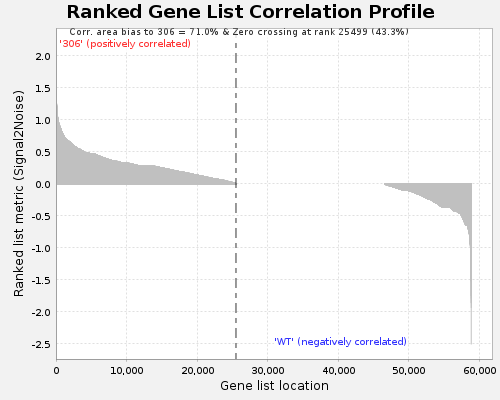 Ranked Gene List Correlation Profile
Corr. area bias to 306 = 71.0% & Zero crossing at rank 25499 (43.3%)
'306' (positively correlated)
2.0
1.5
1.0
0.5
0.0
-0.5
-1.0
-1.5
-2.0
-2.5
Ranked list metric (Signal2Noise)
'WT' (negatively correlated)
0 10,000 20,000 30,000 40,000 50,000 60,000
Gene list location